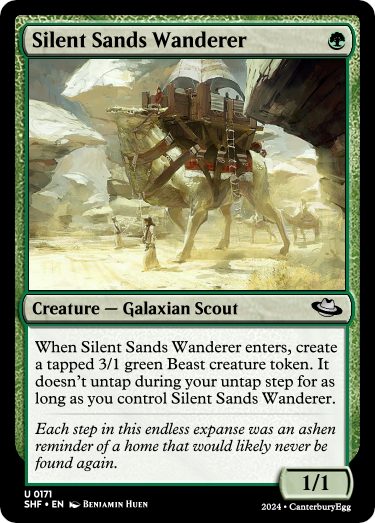 Silent Sands Wanderer
Creature — Galaxian Scout
When Silent Sands Wanderer enters, create
a tapped 3/1 green Beast creature token. It
doesn't untap during your untap step for as
long as you control Silent Sands Wanderer.
Each step in this endless expanse was an ashen
reminder of a home that would likely never be
found again.
1/1
U 0171
SHF • EN Benjamin Huen
2024 • CanterburyEgg